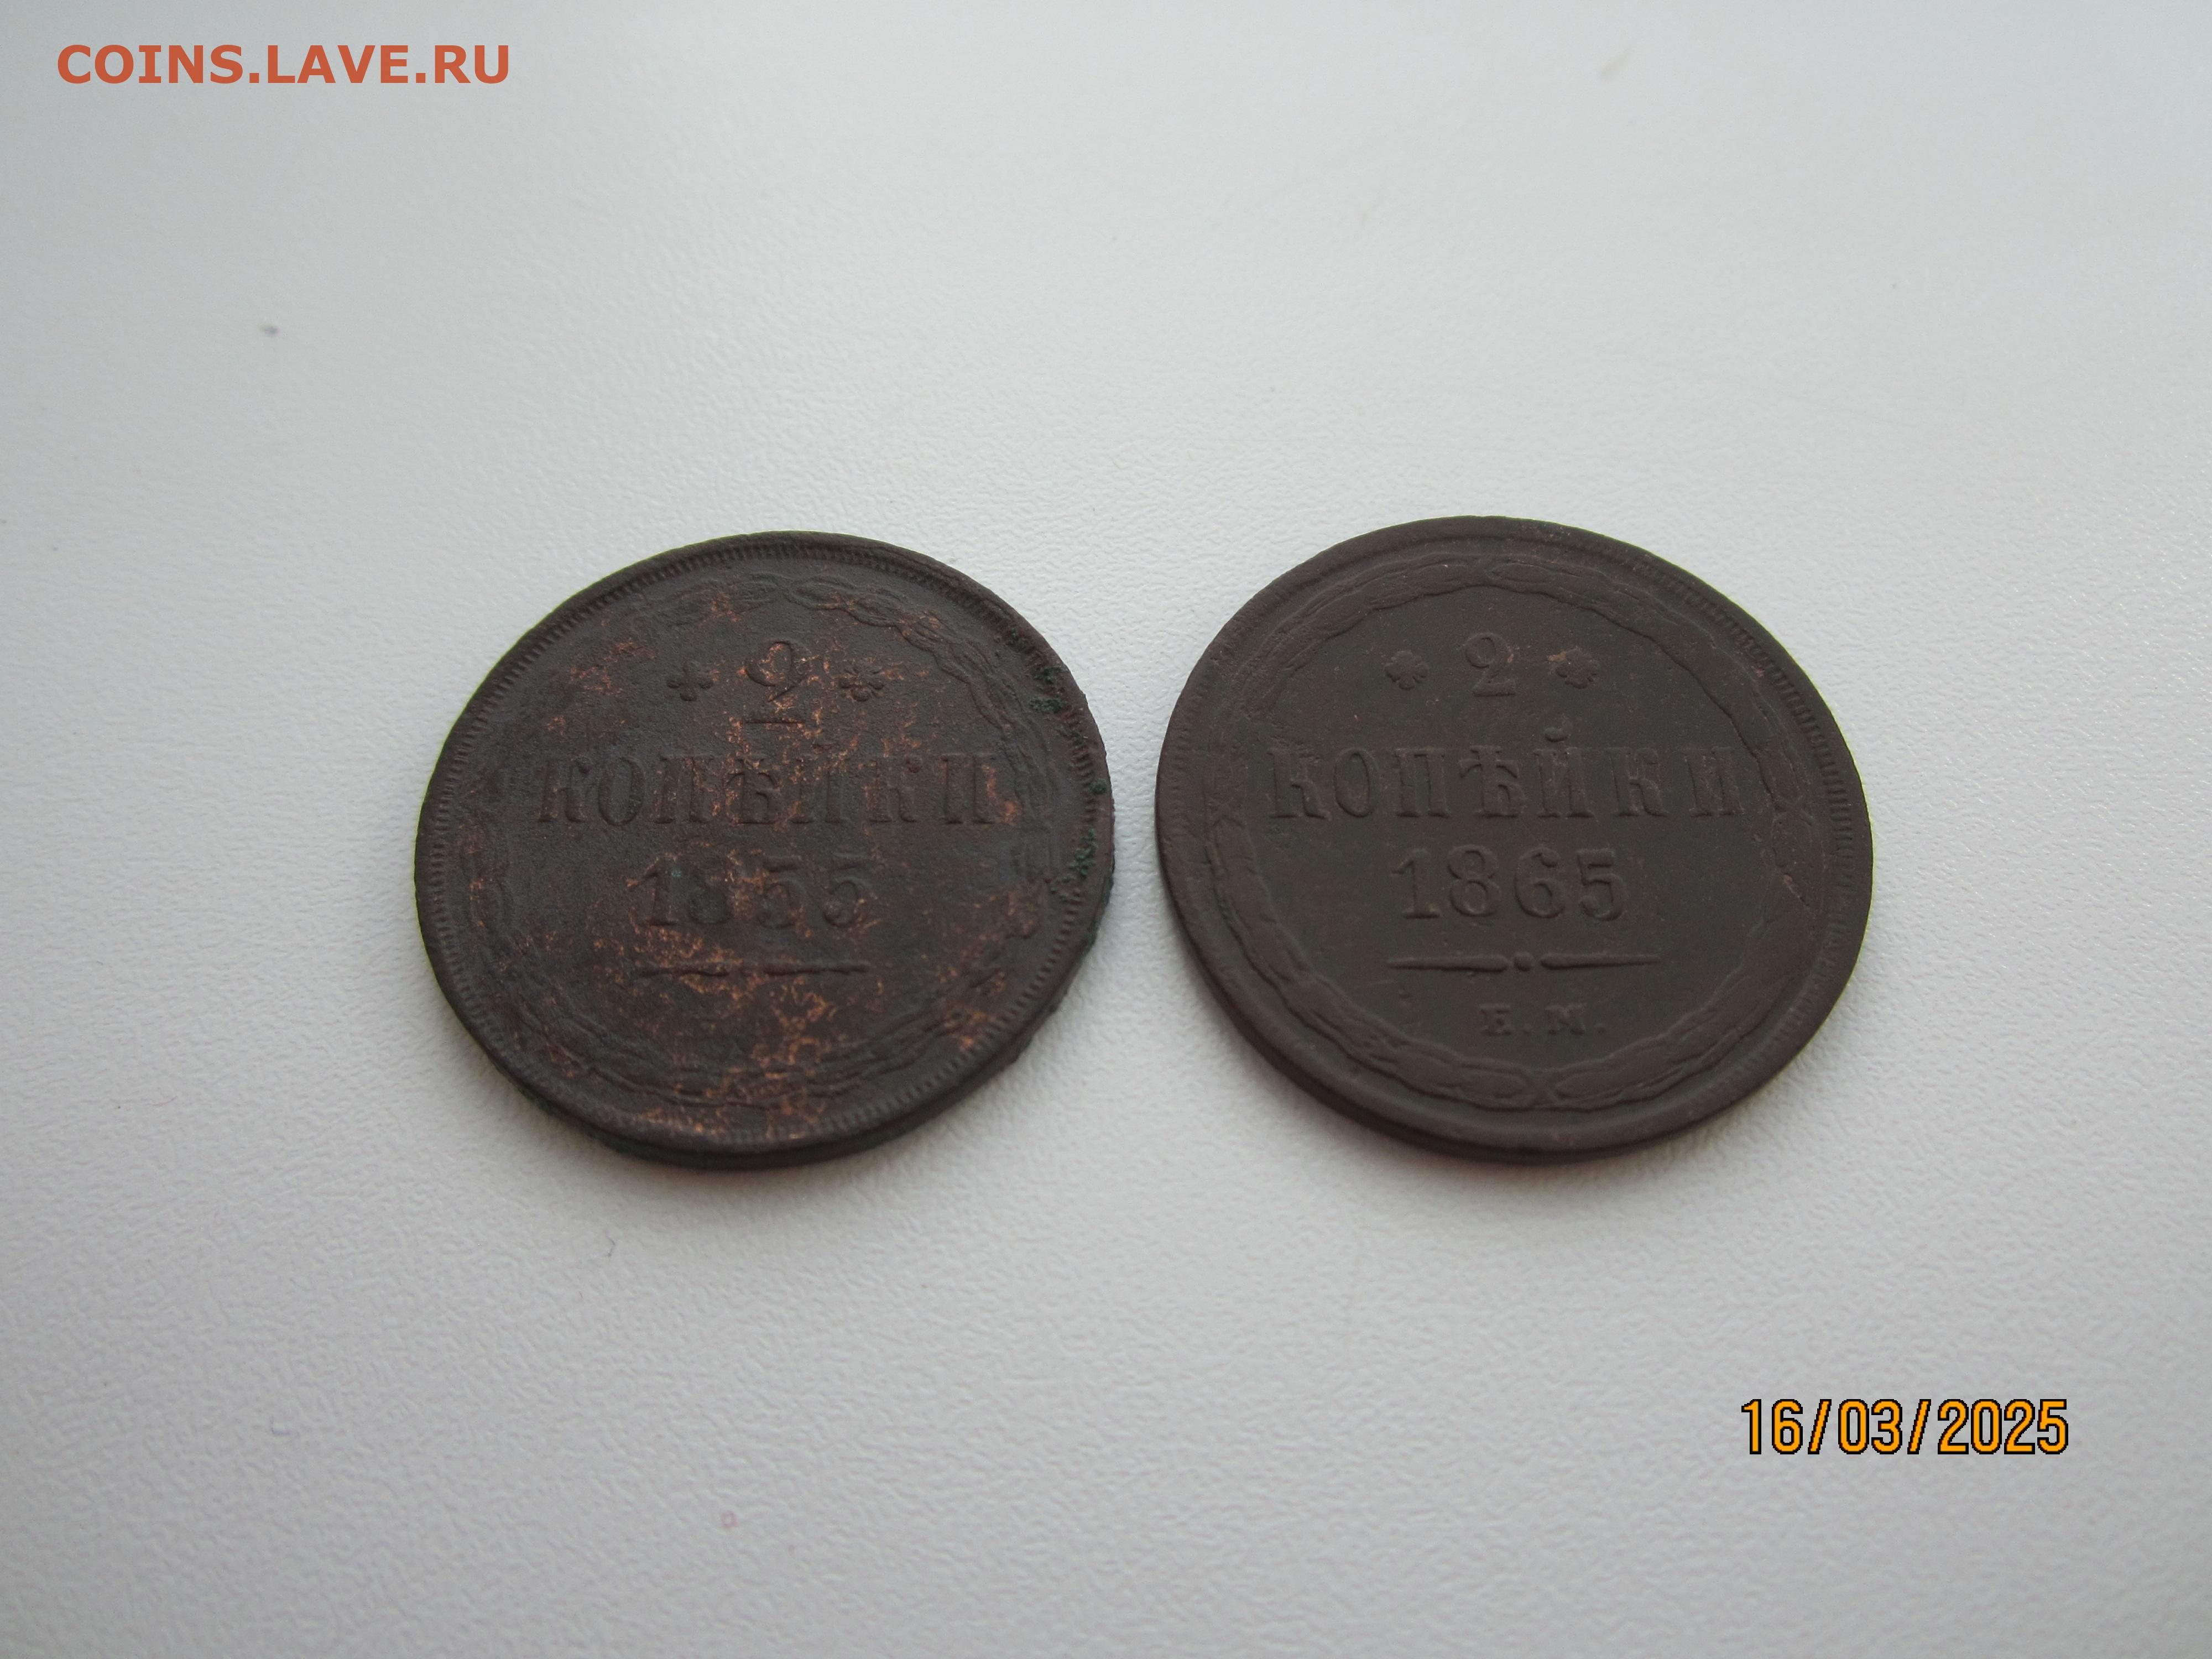 COINS.LAVE.RU
2
КОПѢЙКИ
1855
2
КОПѢЙКИ
1865
Е.М.
16/03/2025